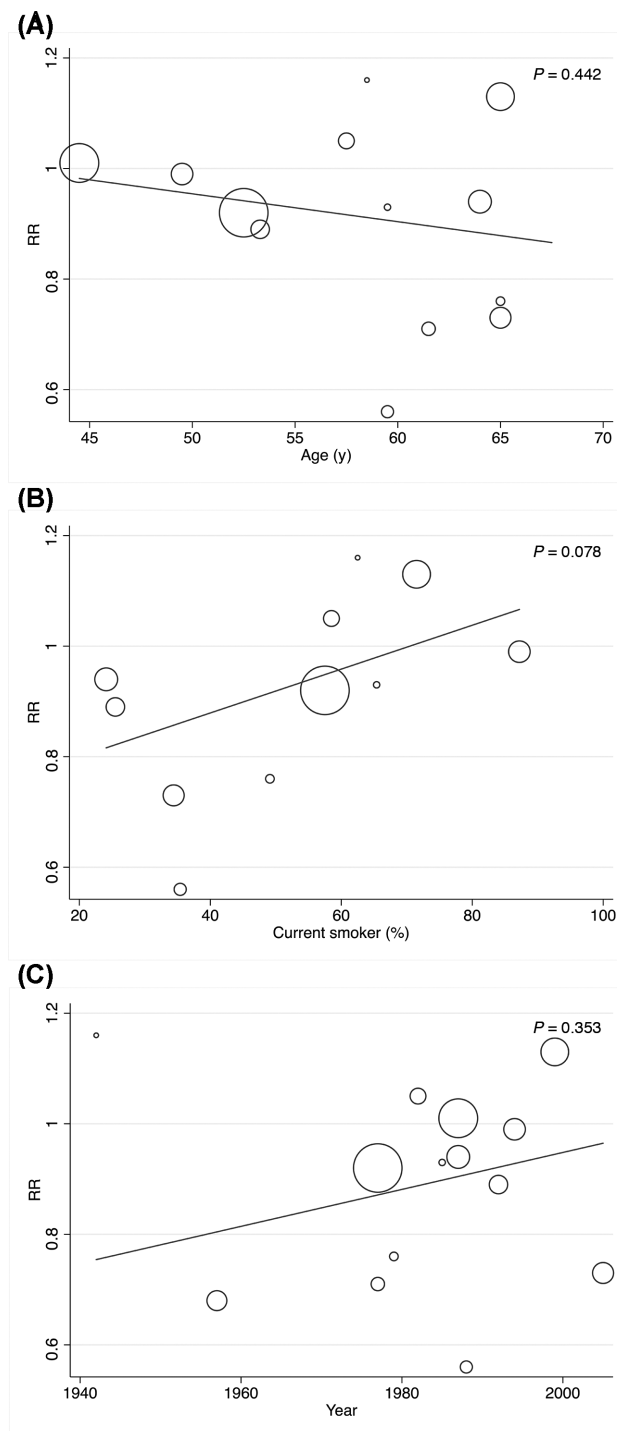 (A)
1.2
P = 0.442
1
RR
0.8
0.6
45 50 55 60 65 70
Age (y)
(B)
1.2
P = 0.078
1
RR
0.8
0.6
20 40 60 80 100
Current smoker (%)
(C)
1.2
P = 0.353
1
RR
0.8
0.6
1940 1960 1980 2000
Year